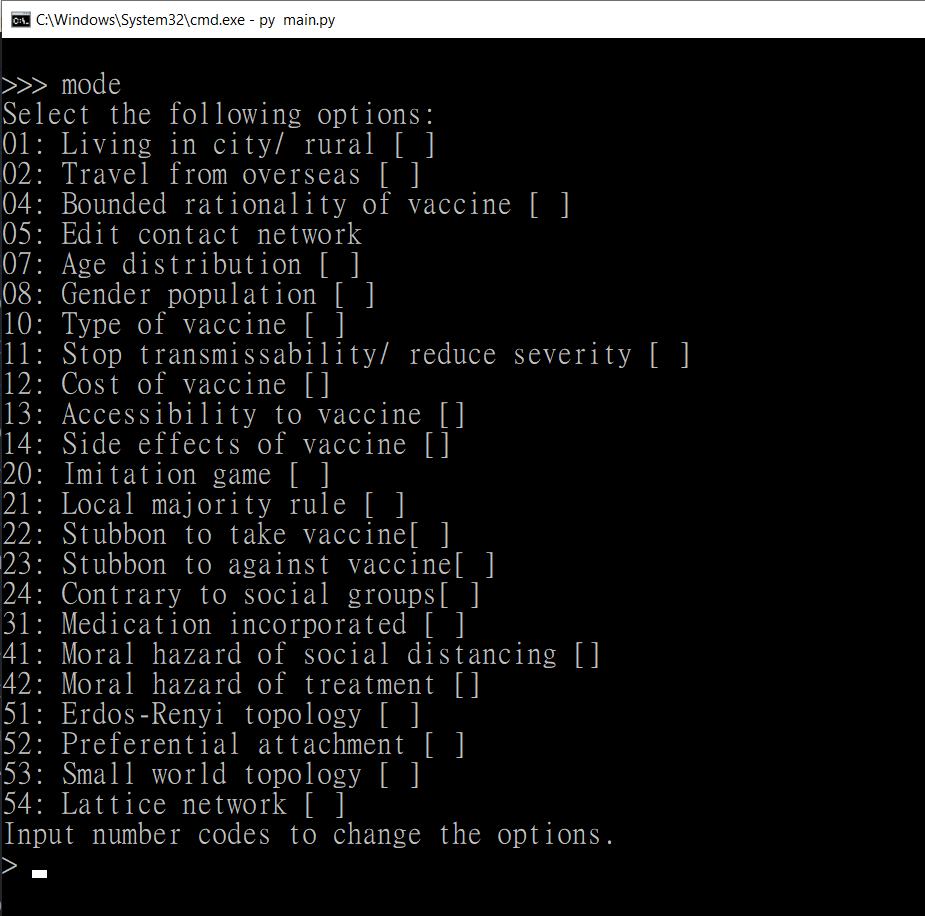 C:\Windows\System32\cmd.exe - py  main.py
>>> mode
Select the following options:
01: Living in city/ rural [ ]
02: Travel from overseas [ ]
04: Bounded rationality of vaccine [ ]
05: Edit contact network
07: Age distribution [ ]
08: Gender population [ ]
10: Type of vaccine [ ]
11: Stop transmissability/ reduce severity [ ]
12: Cost of vaccine []
13: Accessibility to vaccine []
14: Side effects of vaccine []
20: Imitation game [ ]
21: Local majority rule [ ]
22: Stubbon to take vaccine[ ]
23: Stubbon to against vaccine[ ]
24: Contrary to social groups[ ]
31: Medication incorporated [ ]
41: Moral hazard of social distancing []
42: Moral hazard of treatment []
51: Erdos-Renyi topology [ ]
52: Preferential attachment [ ]
53: Small world topology [ ]
54: Lattice network [ ]
Input number codes to change the options.
>